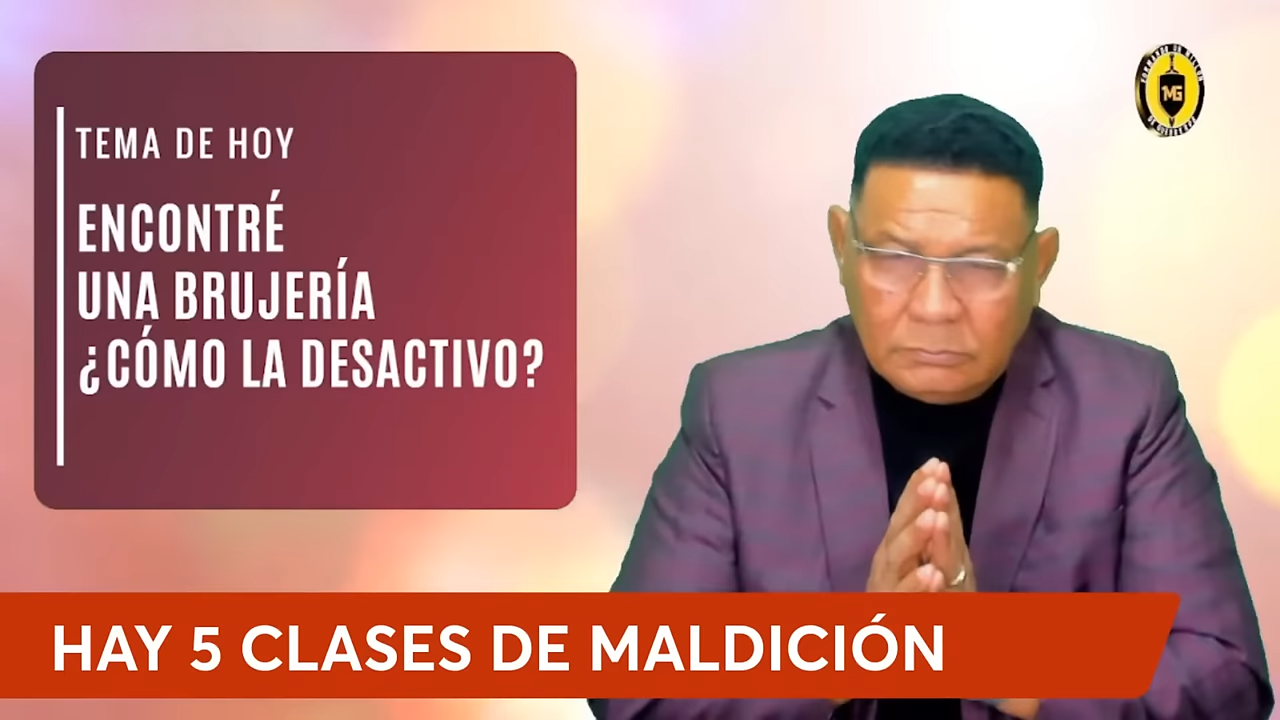 TEMA DE HOY
ENCONTRÉ
UNA BRUJERÍA
¿CÓMO LA DESACTIVO?
HAY 5 CLASES DE MALDICIÓN
MG